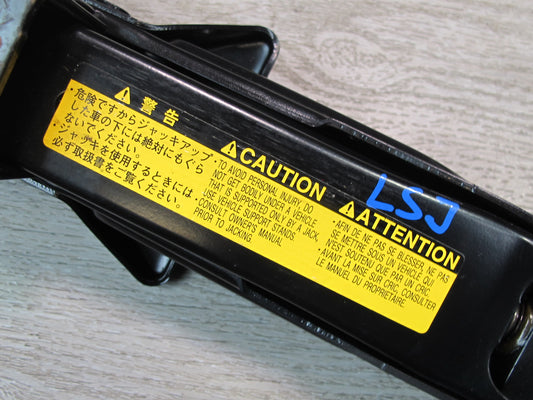 ⚠ 警告
・危険ですからジャッキアップ
した車の下には絶対にもぐら
ないでください。
・ジャッキを使用するときには
必ず取扱書をご覧ください。
⚠CAUTION
・TO AVOID PERSONAL INJURY, DO
NOT GET BODY UNDER A VEHICLE
THAT IS SUPPORTED ONLY BY A JACK,
USE VEHICLE SUPPORT STANDS.
CONSULT OWNER'S MANUAL
PRIOR TO JACKING.
LSJ
⚠ATTENTION
・AFIN DE NE PAS SE BLESSER, NE PAS
SE METTRE SOUS UN VEHICLE QUI
N'EST SOUTENU QUE PAR UN CRIC.
AVANT LA MISE SUR CRIC, CONSULTER
LE MANUEL DU PROPRIETAIRE.